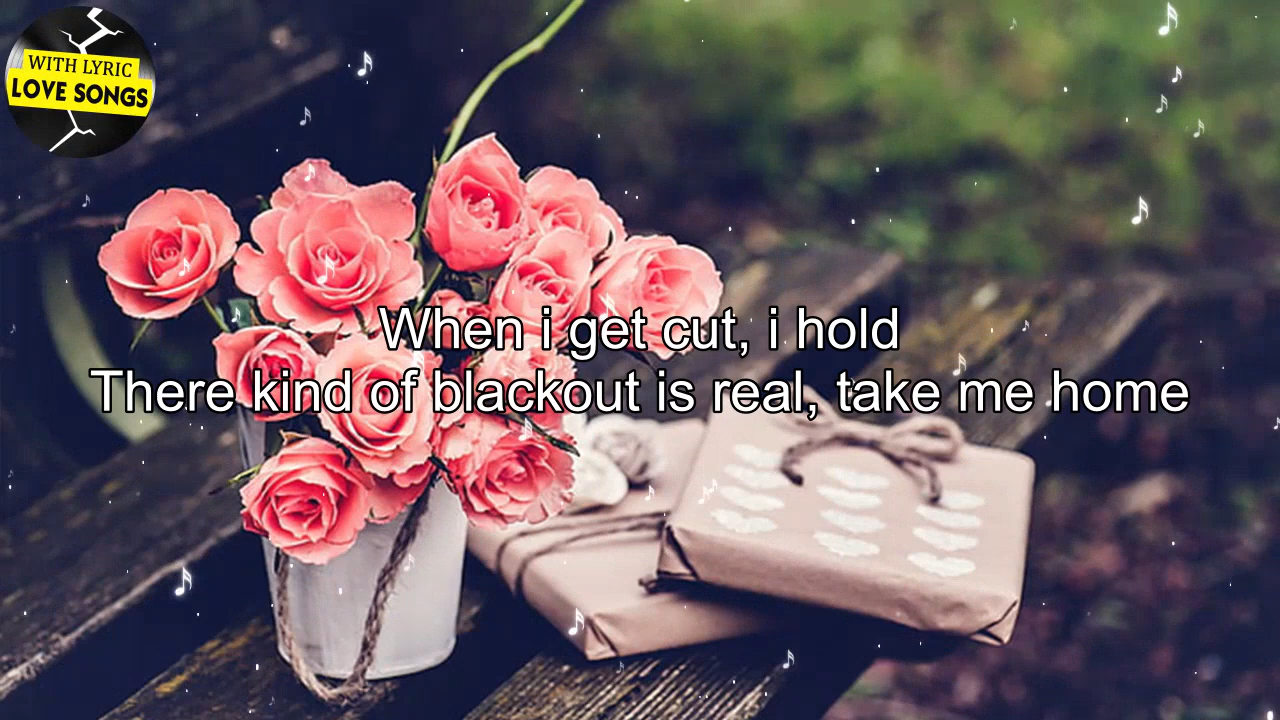 WITH LYRIC
LOVE SONGS
When i get cut, i hold
There kind of blackout is real, take me home